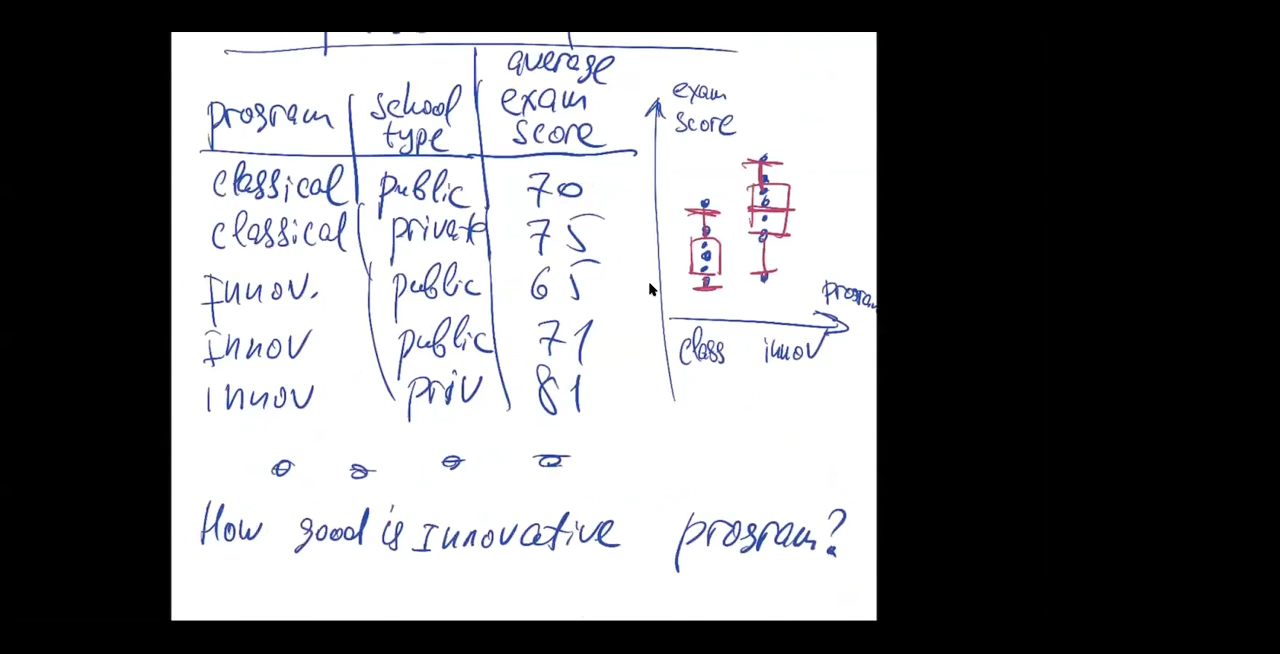 program | school type | average exam score
classical | public | 70
classical | private | 75
Innov. | public | 65
Innov | public | 71
innov | priv | 81
exam
score
program
class innov
How good is Innovative program?